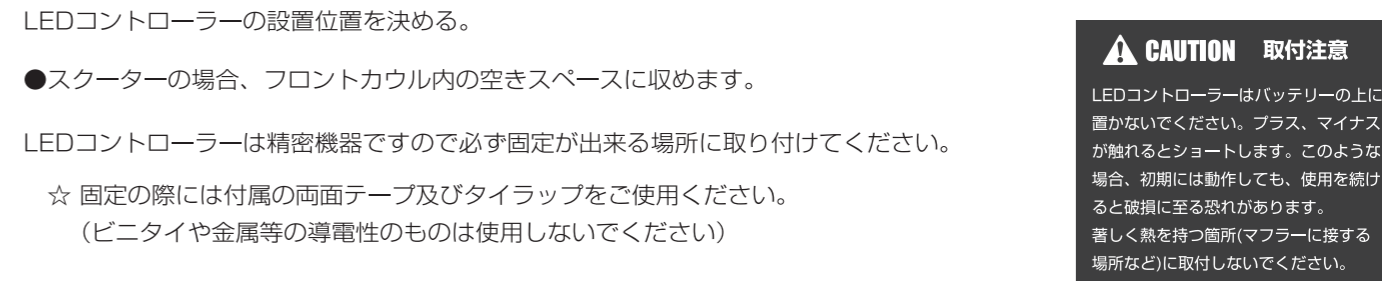 LEDコントローラーの設置位置を決める。
●スクーターの場合、フロントカウル内の空きスペースに収めます。
LEDコントローラーは精密機器ですので必ず固定が出来る場所に取り付けてください。
☆ 固定の際には付属の両面テープ及びタイラップをご使用ください。
（ビニタイや金属等の導電性のものは使用しないでください）
CAUTION 取付注意
LEDコントローラーはバッテリーの上に
置かないでください。プラス、マイナス
が触れるとショートします。このような
場合、初期には動作しても、使用を続け
ると破損に至る恐れがあります。
著しく熱を持つ箇所(マフラーに接する
場所など)に取付しないでください。